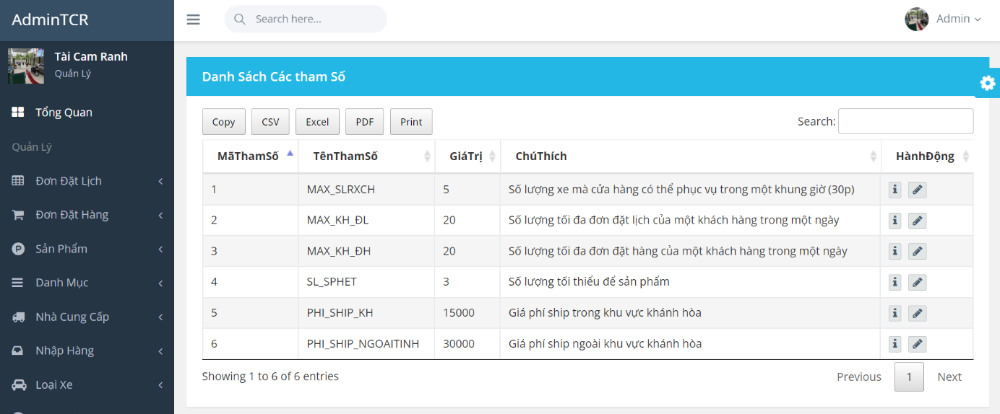 AdminTCR
Search here...
Admin
Tài Cam Ranh
Quản Lý
Tổng Quan
Quản Lý
Đơn Đặt Lịch
Đơn Đặt Hàng
Sản Phẩm
Danh Mục
Nhà Cung Cấp
Nhập Hàng
Loại Xe
Danh Sách Các tham Số
Copy CSV Excel PDF Print Search:
MãThamSố TênThamSố GiáTrị ChúThích HànhĐộng
1 MAX_SLRXCH 5 Số lượng xe mà cửa hàng có thể phục vụ trong một khung giờ (30p)
2 MAX_KH_ĐL 20 Số lượng tối đa đơn đặt lịch của một khách hàng trong một ngày
3 MAX_KH_ĐH 20 Số lượng tối đa đơn đặt hàng của một khách hàng trong một ngày
4 SL_SPHET 3 Số lượng tối thiểu để sản phẩm
5 PHI_SHIP_KH 15000 Giá phí ship trong khu vực khánh hòa
6 PHI_SHIP_NGOAITINH 30000 Giá phí ship ngoài khu vực khánh hòa
Showing 1 to 6 of 6 entries Previous 1 Next